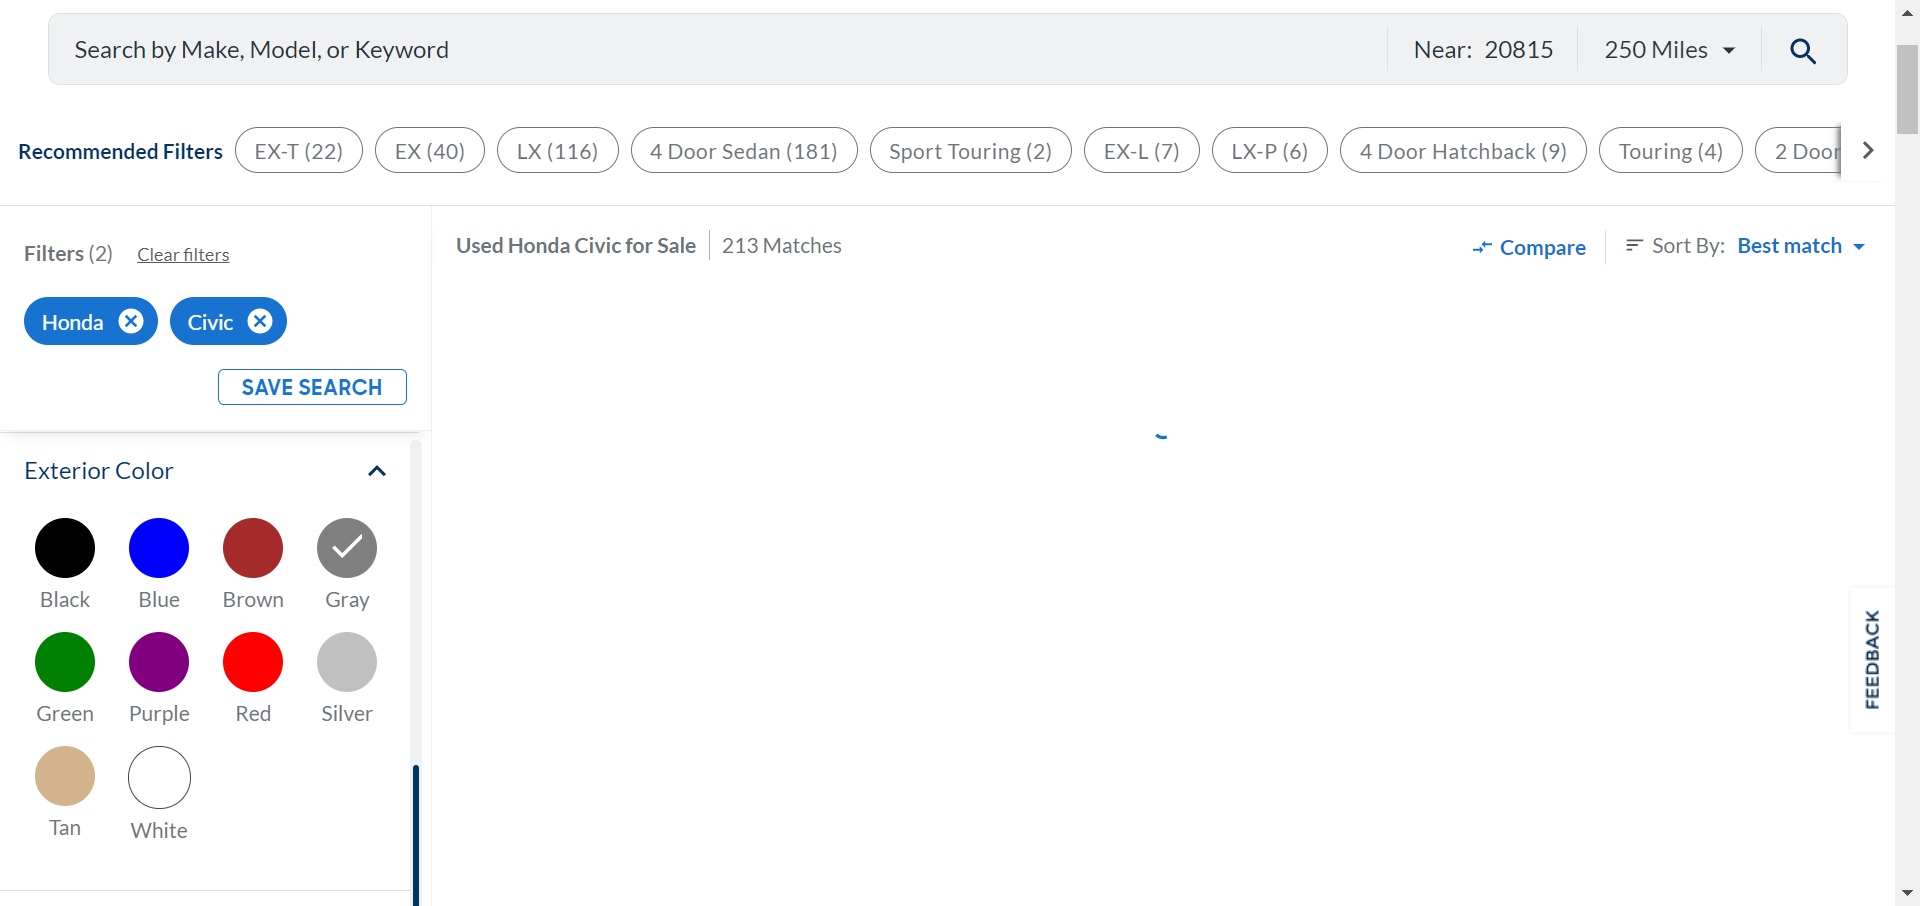 Search by Make, Model, or Keyword
Near: 20815
250 Miles
Recommended Filters
EX-T (22)
EX (40)
LX (116)
4 Door Sedan (181)
Sport Touring (2)
EX-L (7)
LX-P (6)
4 Door Hatchback (9)
Touring (4)
2 Door
Filters (2)
Clear filters
Used Honda Civic for Sale
213 Matches
Compare
Sort By: Best match
Honda
Civic
SAVE SEARCH
Exterior Color
Black
Blue
Brown
Gray
Green
Purple
Red
Silver
Tan
White
FEEDBACK